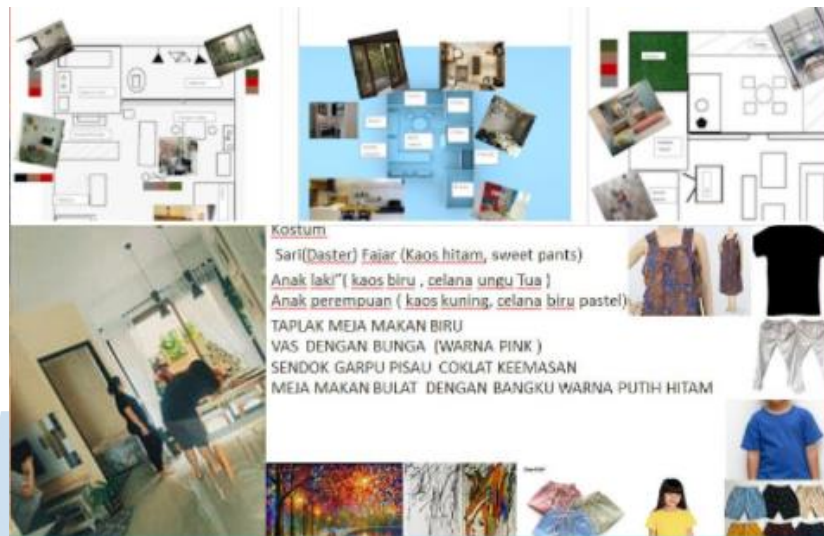 Kostum
Sari(Daster) Fajar (Kaos hitam, sweet pants)
Anak laki"( kaos biru , celana ungu Tua )
Anak perempuan ( kaos kuning, celana biru pastel)
TAPLAK MEJA MAKAN BIRU
VAS DENGAN BUNGA (WARNA PINK )
SENDOK GARPU PISAU COKLAT KEEMASAN
MEJA MAKAN BULAT DENGAN BANGKU WARNA PUTIH HITAM